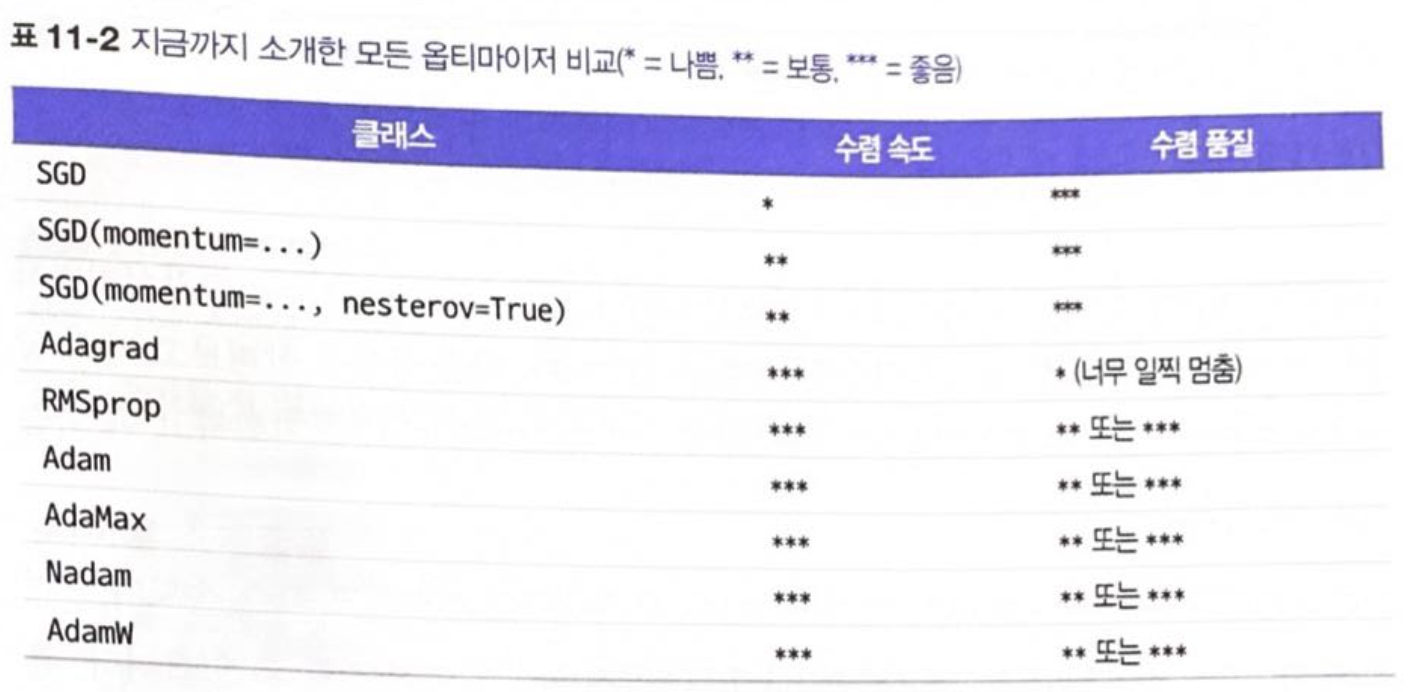 표 11-2 지금까지 소개한 모든 옵티마이저 비교(* = 나쁨, ** = 보통, *** = 좋음)
클래스 수렴 속도 수렴 품질
SGD * ***
SGD(momentum=...) ** ***
SGD(momentum=..., nesterov=True) ** ***
Adagrad *** * (너무 일찍 멈춤)
RMSprop *** ** 또는 ***
Adam *** ** 또는 ***
AdaMax *** ** 또는 ***
Nadam *** ** 또는 ***
AdamW *** ** 또는 ***